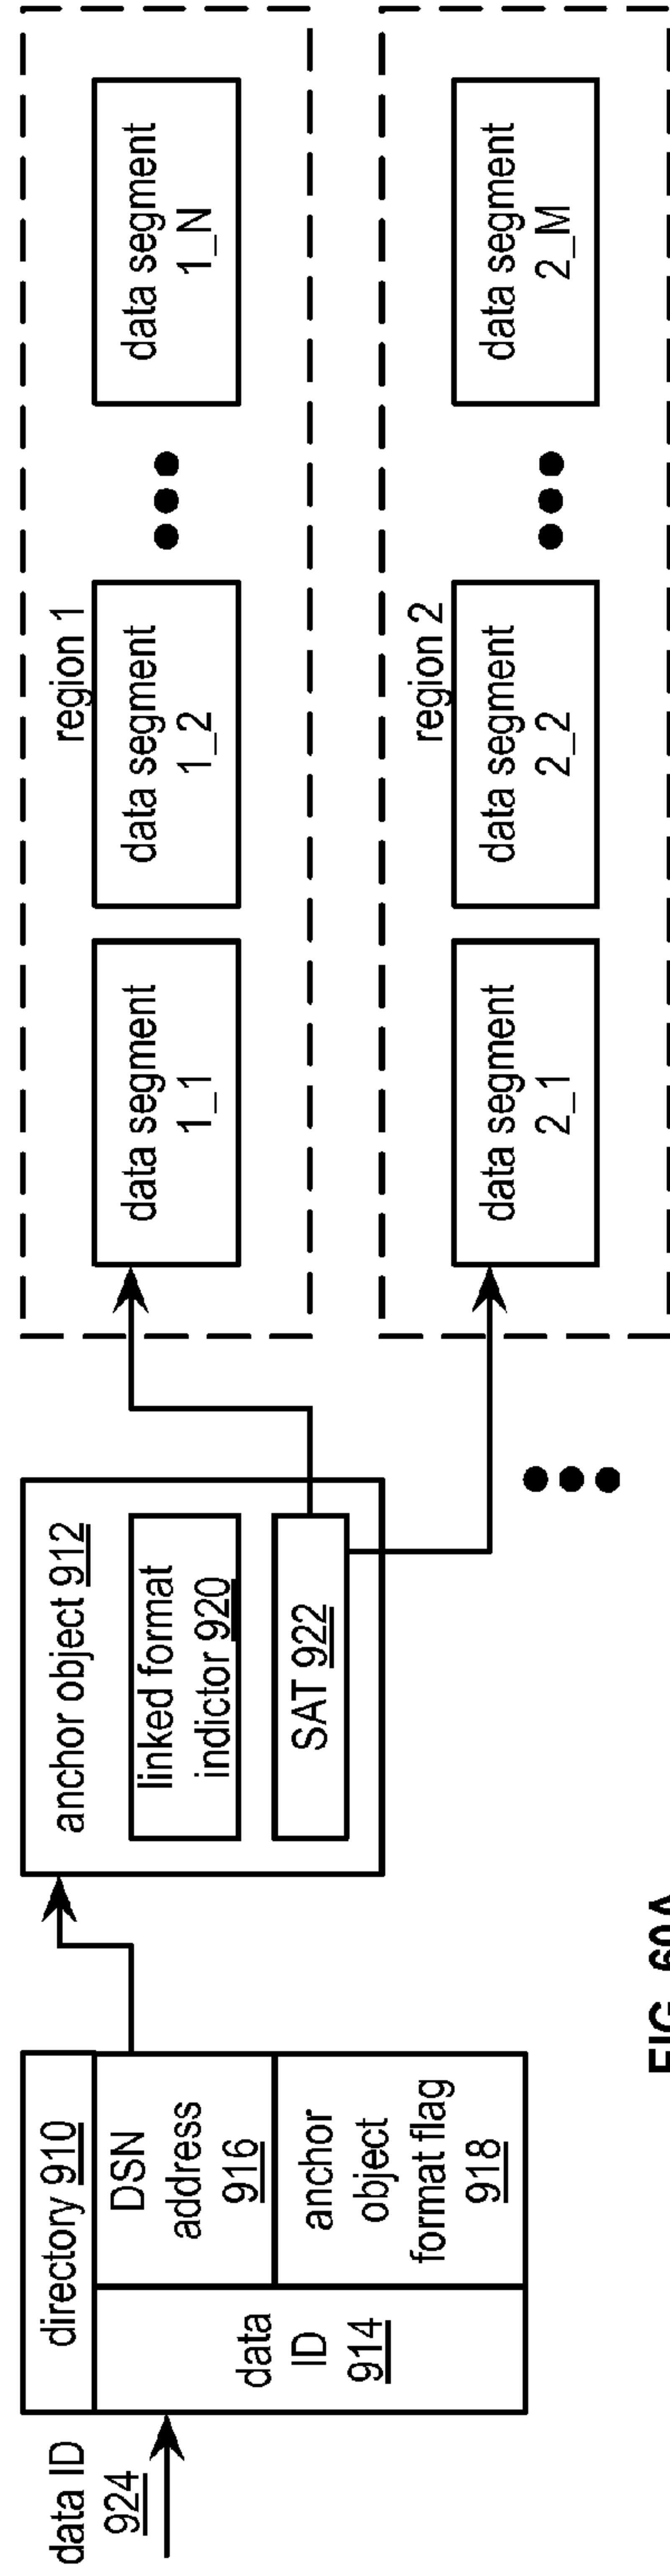 data ID
924
directory 910
data
ID
914
DSN
address
916
anchor
object
format flag
918
anchor object 912
linked format
indictor 920
SAT 922
region 1
data segment
1_1
data segment
1_2
data segment
1_N
region 2
data segment
2_1
data segment
2_2
data segment
2_M
FIG. 60A